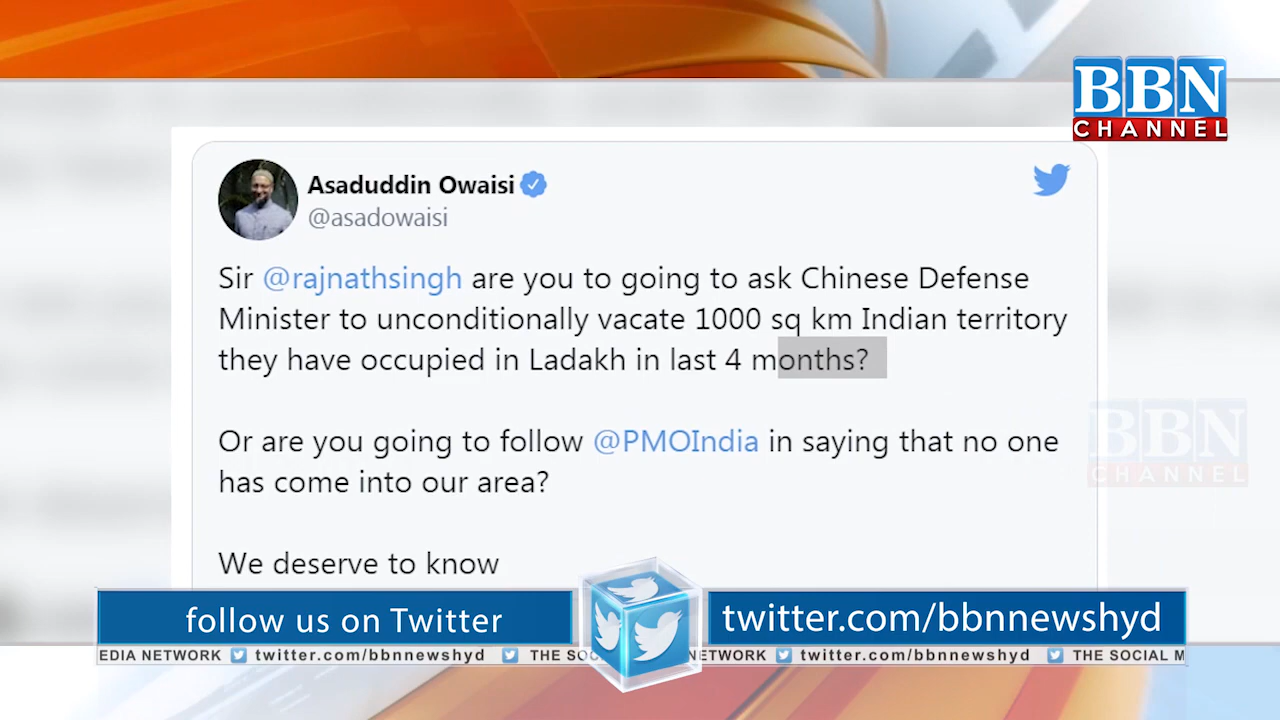 BBN
CHANNEL
Asaduddin Owaisi
@asadowaisi
Sir @rajnathsingh are you to going to ask Chinese Defense
Minister to unconditionally vacate 1000 sq km Indian territory
they have occupied in Ladakh in last 4 months?
Or are you going to follow @PMOIndia in saying that no one
has come into our area?
We deserve to know
BBN
CHANNEL
follow us on Twitter
twitter.com/bbnnewshyd
EDIA NETWORK twitter.com/bbnnewshyd THE SOC NETWORK twitter.com/bbnnewshyd THE SOCIAL M